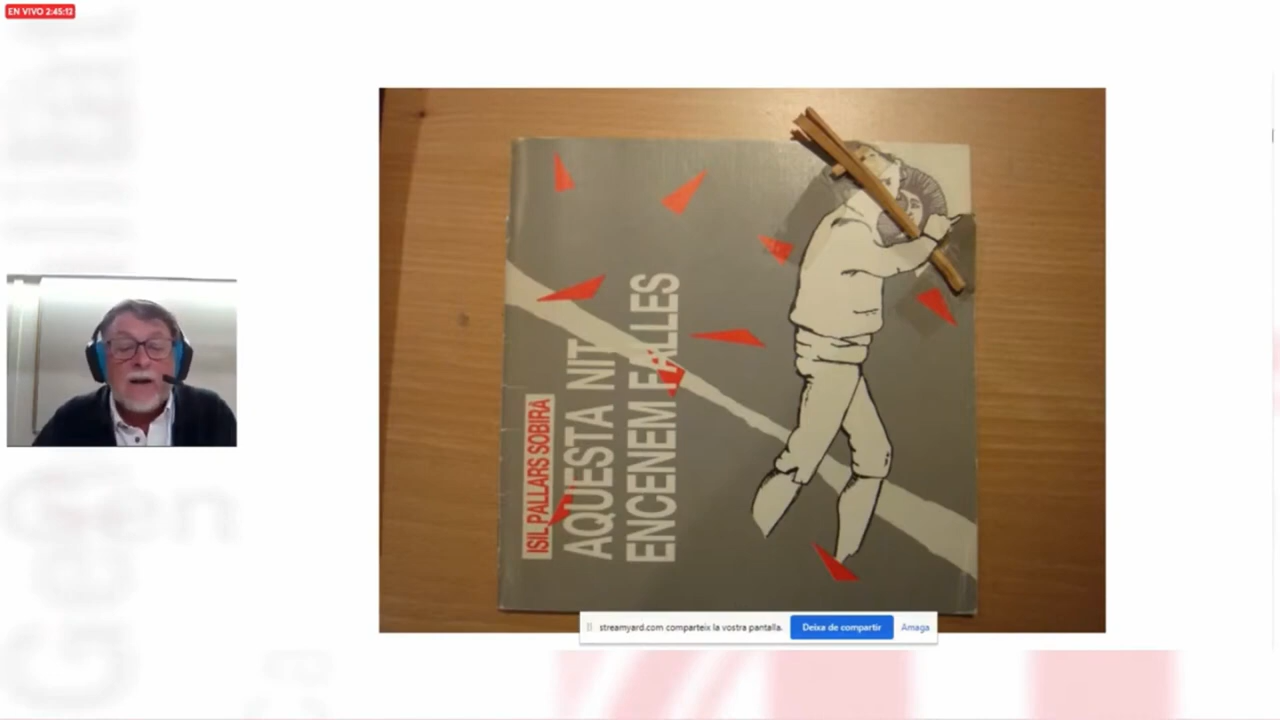 EN VIVO 2:45:12
ISIL PALLARS SOBIRÀ
AQUESTA NIT
ENCENEM FALLES
streamyard.com comparteix la vostra pantalla.
Deixa de compartir
Amaga